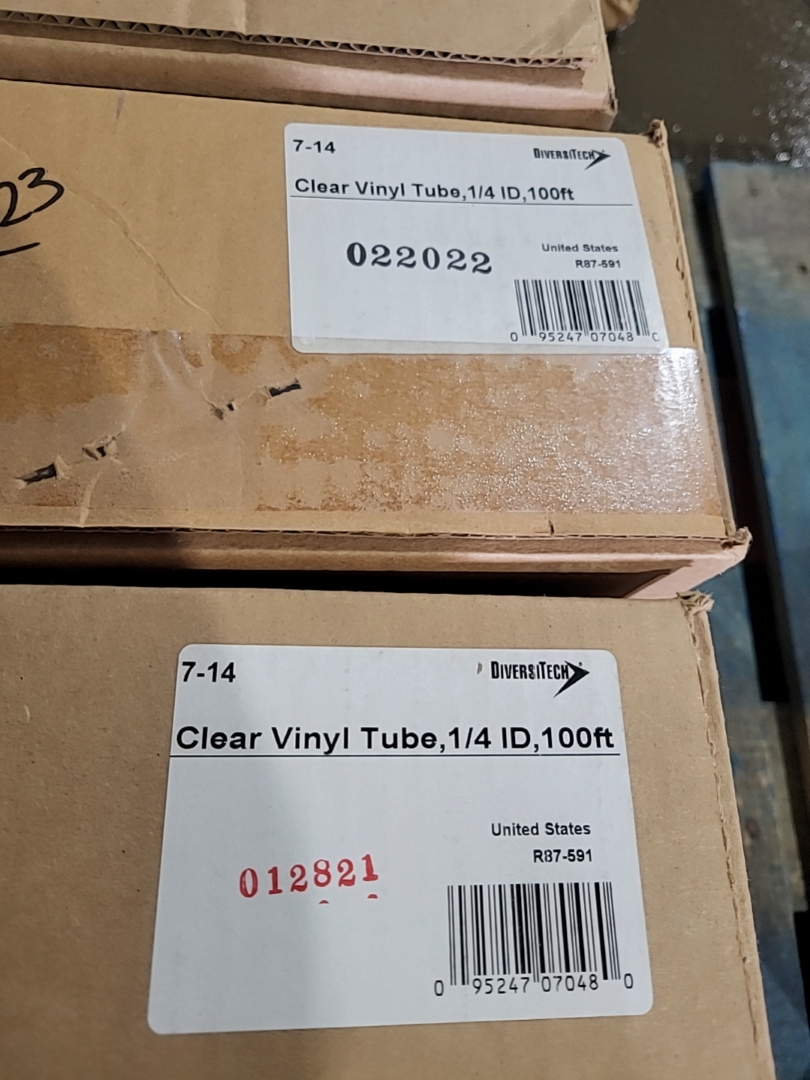 23
7-14
DIVERSITECH
Clear Vinyl Tube,1/4 ID,100ft
022022
United States
R87-591
0 95247 07048 0
7-14
DIVERSITECH
Clear Vinyl Tube,1/4 ID,100ft
United States
R87-591
012821
0 95247 07048 0